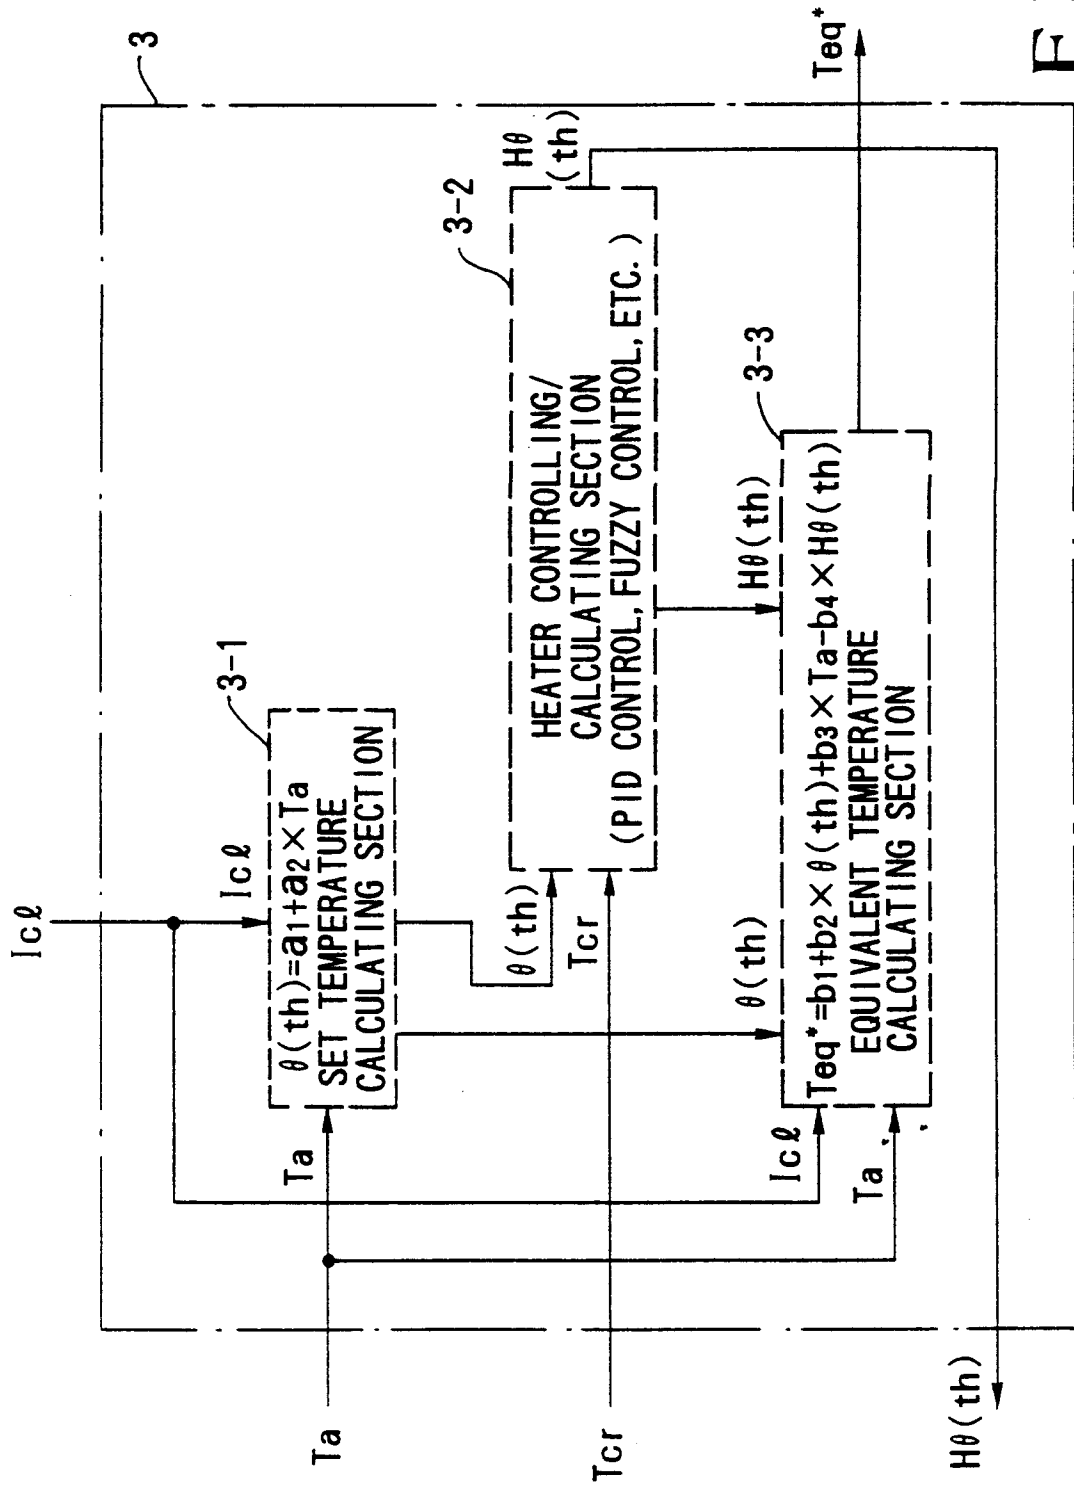 Icℓ
3
Ta
Ta
Icℓ
3-1
θ(th)=a1+a2×Ta
SET TEMPERATURE
CALCULATING SECTION
θ(th)
Tcr
Tcr
3-2
HEATER CONTROLLING/
CALCULATING SECTION
(PID CONTROL, FUZZY CONTROL, ETC. )
Hθ
(th)
θ(th)
Hθ(th)
3-3
Icℓ
Ta
Teq*=b1+b2×θ(th)+b3×Ta-b4×Hθ(th)
EQUIVALENT TEMPERATURE
CALCULATING SECTION
Teq*
Hθ(th)